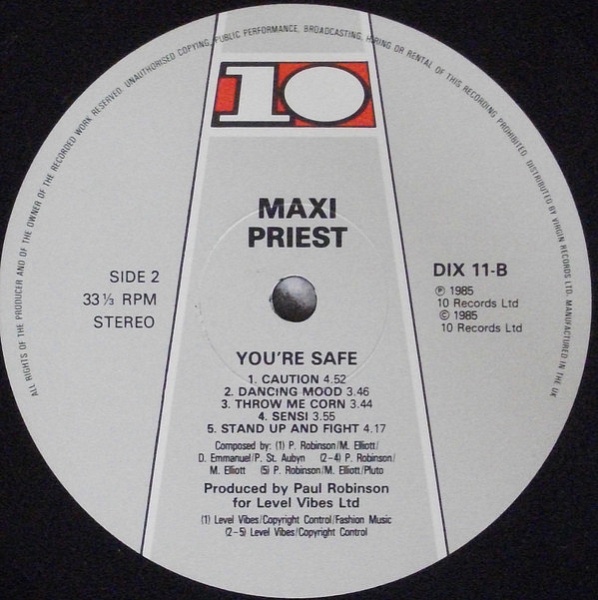 ALL RIGHTS OF THE PRODUCER AND OF THE OWNER OF THE RECORDED WORK RESERVED. UNAUTHORISED COPYING, PUBLIC PERFORMANCE, BROADCASTING, HIRING OR RENTAL OF THIS RECORDING PROHIBITED. DISTRIBUTED BY VIRGIN RECORDS LTD. MANUFACTURED IN THE UK
10
MAXI
PRIEST
SIDE 2
33⅓ RPM
STEREO
DIX 11-B
℗ 1985
10 Records Ltd
© 1985
10 Records Ltd
YOU'RE SAFE
1. CAUTION 4.52
2. DANCING MOOD 3.46
3. THROW ME CORN 3.44
4. SENSI 3.55
5. STAND UP AND FIGHT 4.17
Composed by: (1) P. Robinson/M. Elliott/
D. Emmanuel/P. St. Aubyn (2-4) P. Robinson/
M. Elliott (5) P. Robinson/M. Elliott/Pluto
Produced by Paul Robinson
for Level Vibes Ltd
(1) Level Vibes/Copyright Control/Fashion Music
(2-5) Level Vibes/Copyright Control